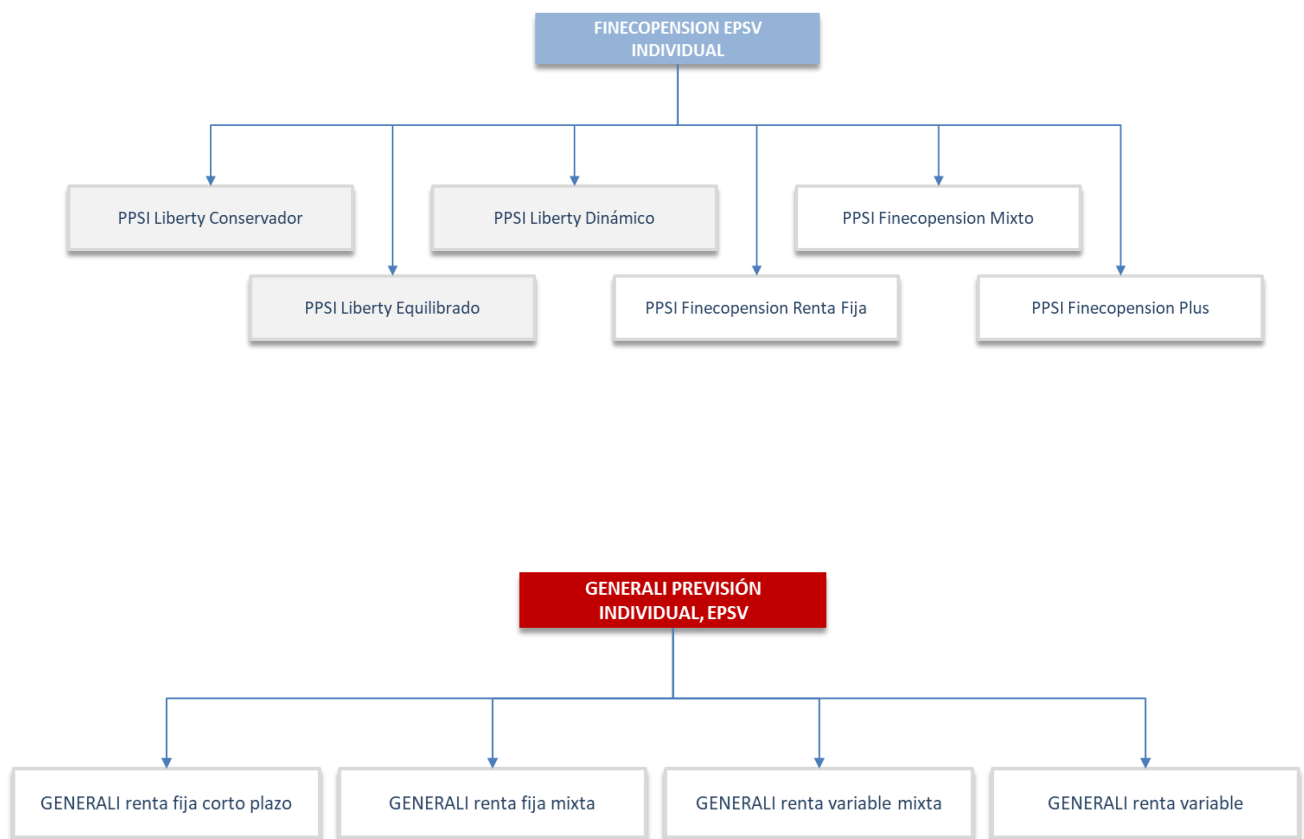 FINECOPENSION EPSV
INDIVIDUAL
PPSI Liberty Conservador
PPSI Liberty Dinámico
PPSI Finecopension Mixto
PPSI Liberty Equilibrado
PPSI Finecopension Renta Fija
PPSI Finecopension Plus
GENERALI PREVISIÓN
INDIVIDUAL, EPSV
GENERALI renta fija corto plazo
GENERALI renta fija mixta
GENERALI renta variable mixta
GENERALI renta variable